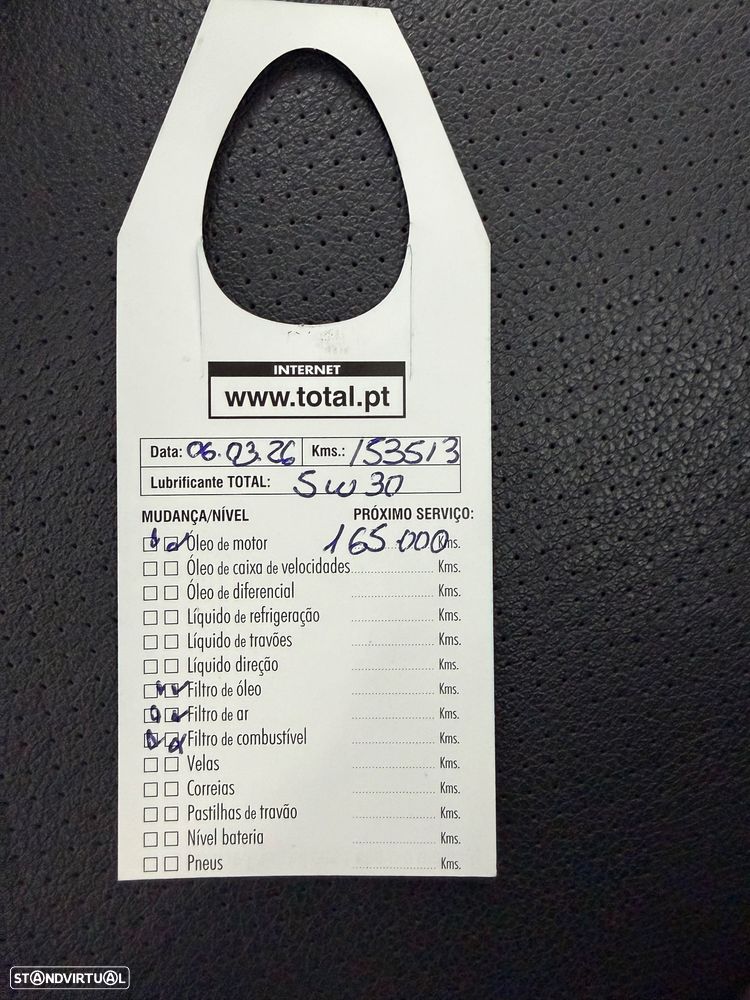 INTERNET
www.total.pt
Data: 06.03.26 Kms.: 153513
Lubrificante TOTAL: 5W30
MUDANÇA/NÍVEL PRÓXIMO SERVIÇO:
Óleo de motor 165 000 Kms.
Óleo de caixa de velocidades Kms.
Óleo de diferencial Kms.
Líquido de refrigeração Kms.
Líquido de travões Kms.
Líquido direção Kms.
Filtro de óleo Kms.
Filtro de ar Kms.
Filtro de combustível Kms.
Velas Kms.
Correias Kms.
Pastilhas de travão Kms.
Nível bateria Kms.
Pneus Kms.
STANDVIRTUAL